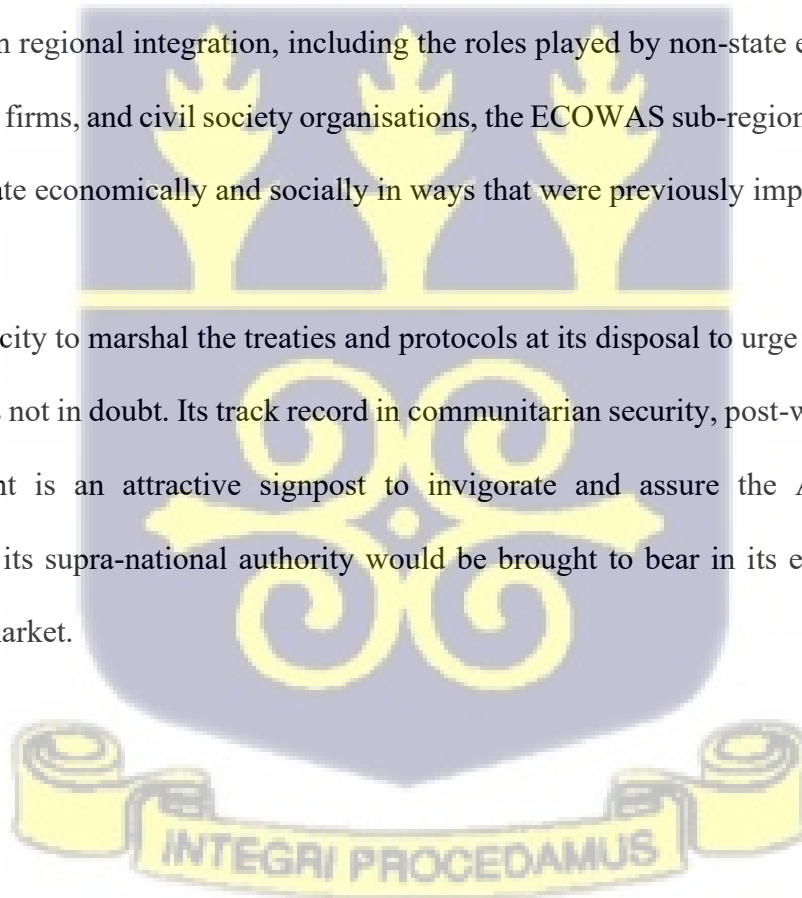 n regional integration, including the roles played by non-state e
firms, and civil society organisations, the ECOWAS sub-region
ate economically and socially in ways that were previously imp
city to marshal the treaties and protocols at its disposal to urge
s not in doubt. Its track record in communitarian security, post-w
nt is an attractive signpost to invigorate and assure the A
its supra-national authority would be brought to bear in its e
arket.
INTEGRI PROCEDAMUS